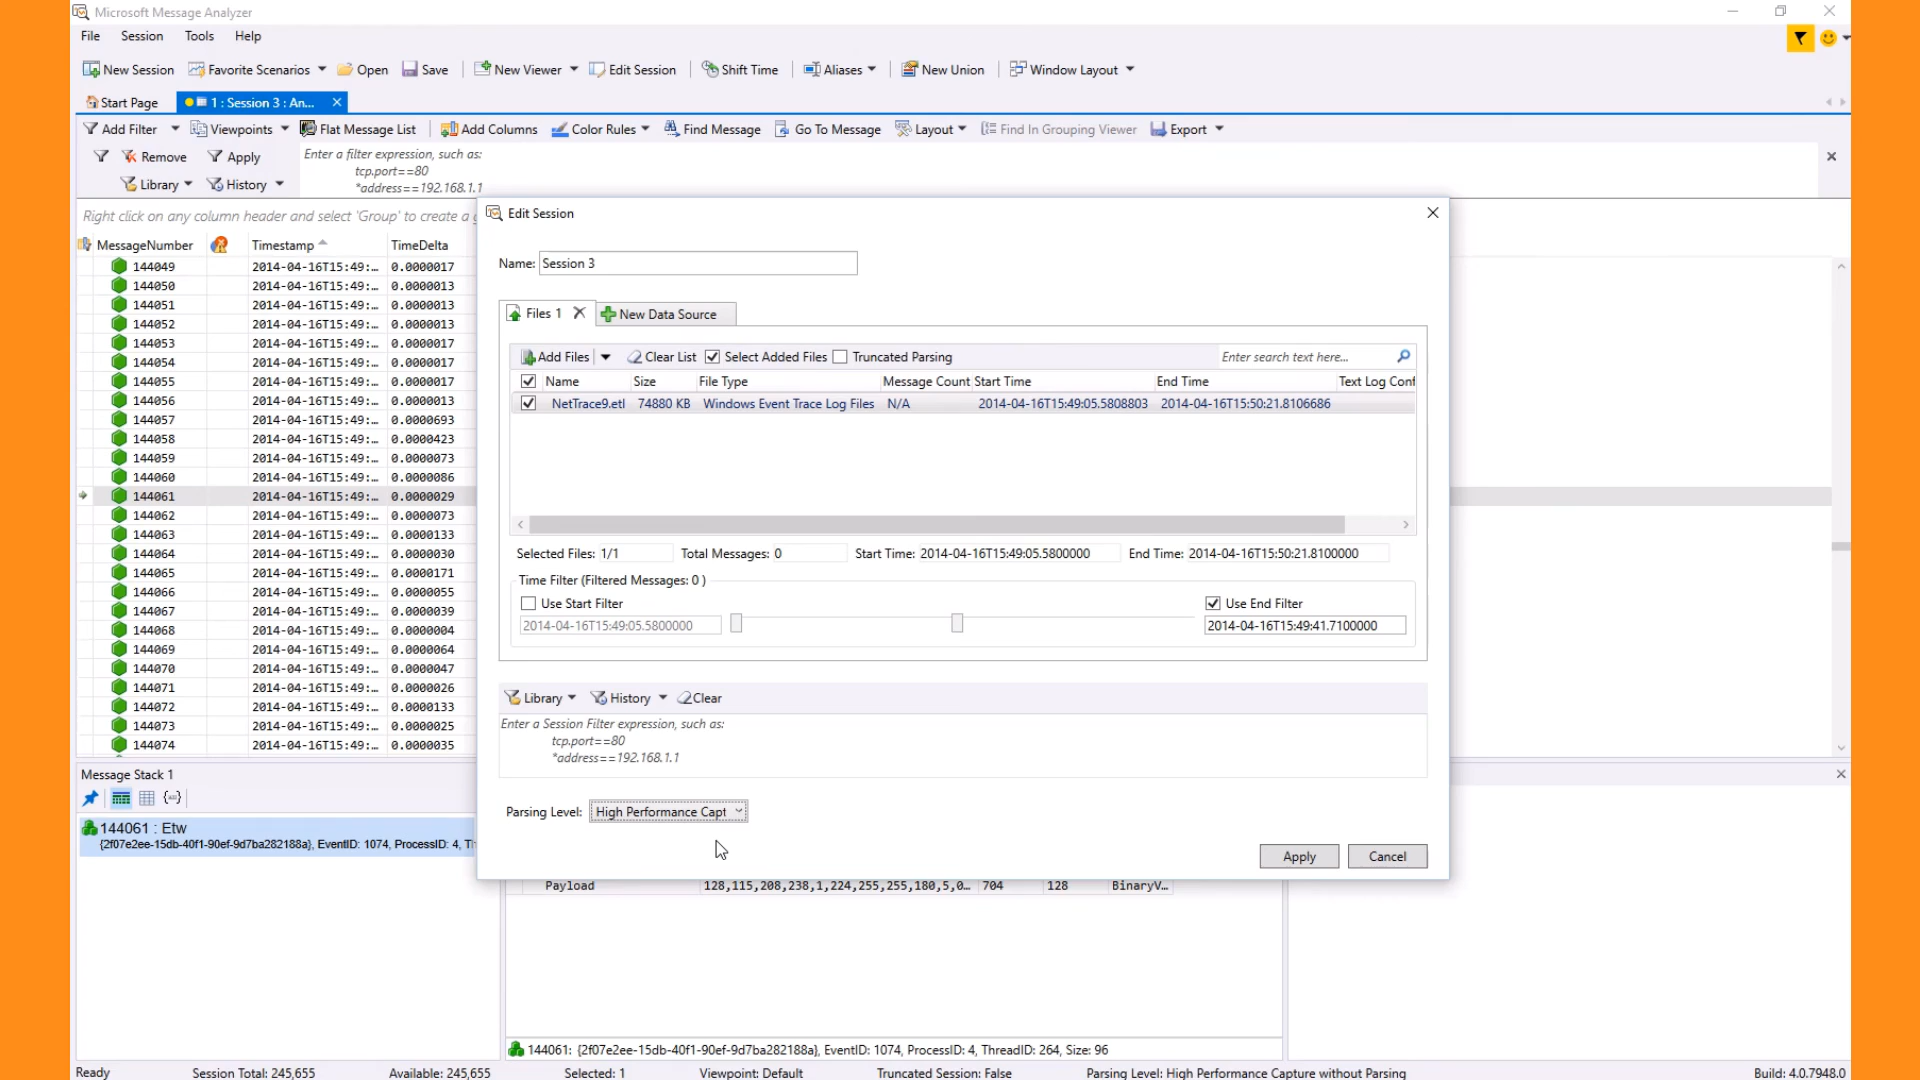 Microsoft Message Analyzer
File Session Tools Help
New Session Favorite Scenarios Open Save New Viewer Edit Session Shift Time Aliases New Union Window Layout
Start Page 1 : Session 3 : An...
Add Filter Viewpoints Flat Message List Add Columns Color Rules Find Message Go To Message Layout Find In Grouping Viewer Export
Remove Apply
Library History
Enter a filter expression, such as:
tcp.port==80
*address==192.168.1.1
Right click on any column header and select 'Group' to create a
MessageNumber Timestamp TimeDelta
144049 2014-04-16T15:49:... 0.0000017
144050 2014-04-16T15:49:... 0.0000013
144051 2014-04-16T15:49:... 0.0000013
144052 2014-04-16T15:49:... 0.0000013
144053 2014-04-16T15:49:... 0.0000017
144054 2014-04-16T15:49:... 0.0000017
144055 2014-04-16T15:49:... 0.0000017
144056 2014-04-16T15:49:... 0.0000013
144057 2014-04-16T15:49:... 0.0000693
144058 2014-04-16T15:49:... 0.0000423
144059 2014-04-16T15:49:... 0.0000073
144060 2014-04-16T15:49:... 0.0000086
144061 2014-04-16T15:49:... 0.0000029
144062 2014-04-16T15:49:... 0.0000073
144063 2014-04-16T15:49:... 0.0000133
144064 2014-04-16T15:49:... 0.0000030
144065 2014-04-16T15:49:... 0.0000171
144066 2014-04-16T15:49:... 0.0000055
144067 2014-04-16T15:49:... 0.0000039
144068 2014-04-16T15:49:... 0.0000004
144069 2014-04-16T15:49:... 0.0000064
144070 2014-04-16T15:49:... 0.0000047
144071 2014-04-16T15:49:... 0.0000026
144072 2014-04-16T15:49:... 0.0000133
144073 2014-04-16T15:49:... 0.0000025
144074 2014-04-16T15:49:... 0.0000035
Edit Session
Name: Session 3
Files 1 New Data Source
Add Files Clear List Select Added Files Truncated Parsing Enter search text here...
Name Size File Type Message Count Start Time End Time Text Log Conf
NetTrace9.etl 74880 KB Windows Event Trace Log Files N/A 2014-04-16T15:49:05.5808803 2014-04-16T15:50:21.8106686
Selected Files: 1/1 Total Messages: 0 Start Time: 2014-04-16T15:49:05.5800000 End Time: 2014-04-16T15:50:21.8100000
Time Filter (Filtered Messages: 0 )
Use Start Filter Use End Filter
2014-04-16T15:49:05.5800000 2014-04-16T15:49:41.7100000
Library History Clear
Enter a Session Filter expression, such as:
tcp.port==80
*address==192.168.1.1
Parsing Level: High Performance Capt
Apply Cancel
Message Stack 1
144061 : Etw
{2f07e2ee-15db-40f1-90ef-9d7ba282188a}, EventID: 1074, ProcessID: 4, T
Payload 128,115,208,238,1,224,255,255,180,5,0... 704 128 BinaryV...
144061: {2f07e2ee-15db-40f1-90ef-9d7ba282188a}, EventID: 1074, ProcessID: 4, ThreadID: 264, Size: 96
Ready Session Total: 245,655 Available: 245,655 Selected: 1 Viewpoint: Default Truncated Session: False Parsing Level: High Performance Capture without Parsing Build: 4.0.7948.0